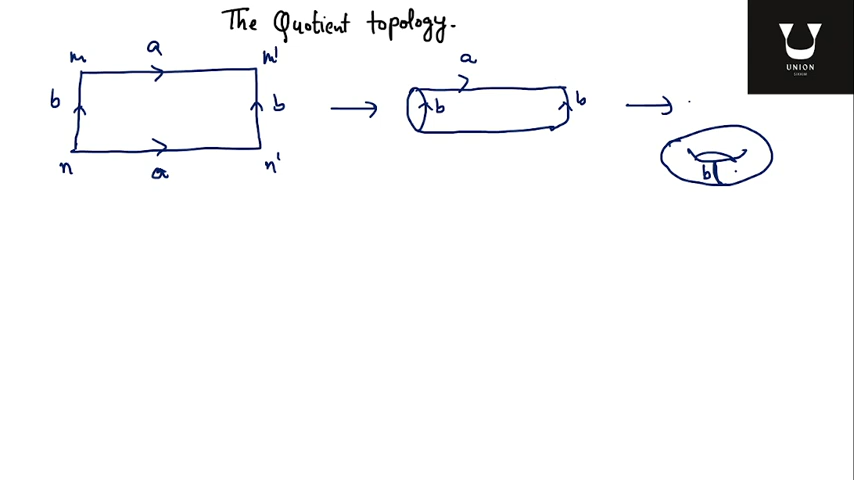 The Quotient topology.
m a m'
b b
n a n'
a
b b
b
UNION